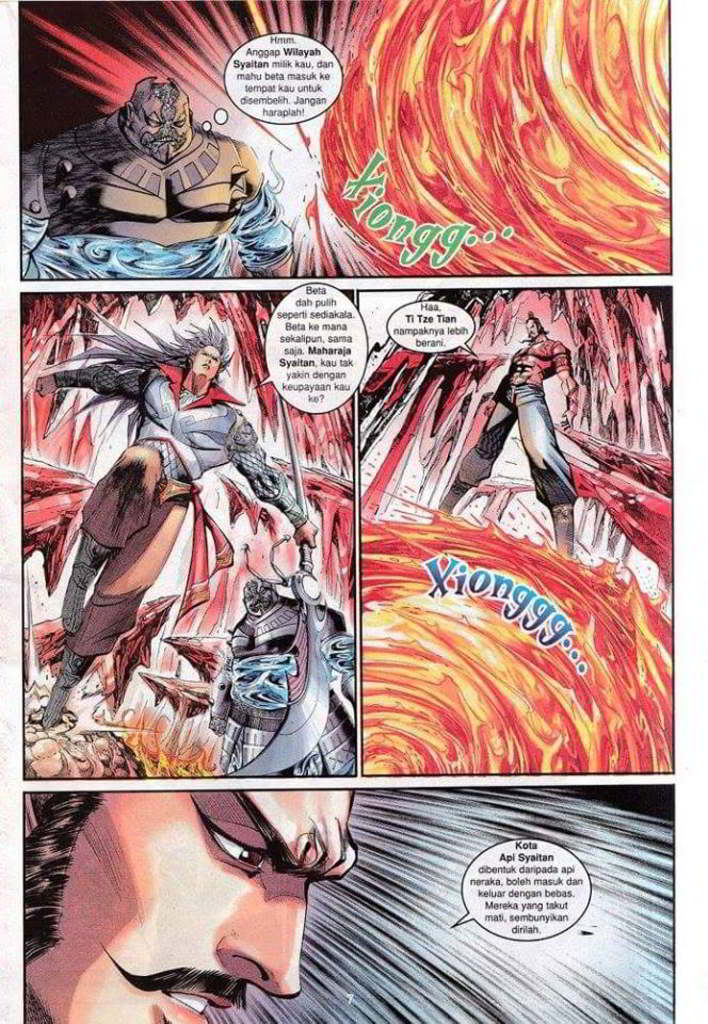 Hmm.
Anggap Wilayah
Syaitan milik kau, dan
mahu beta masuk ke
tempat kau untuk
disembelih. Jangan
haraplah!
Xiongg...
Beta
dah pulih
seperti sediakala.
Beta ke mana
sekalipun, sama
saja. Maharaja
Syaitan, kau tak
yakin dengan
keupayaan kau
ke?
Haa,
Ti Tze Tian
nampaknya lebih
berani.
Xionggg...
Kota
Api Syaitan
dibentuk daripada api
neraka, boleh masuk dan
keluar dengan bebas.
Mereka yang takut
mati, sembunyikan
dirilah.
7